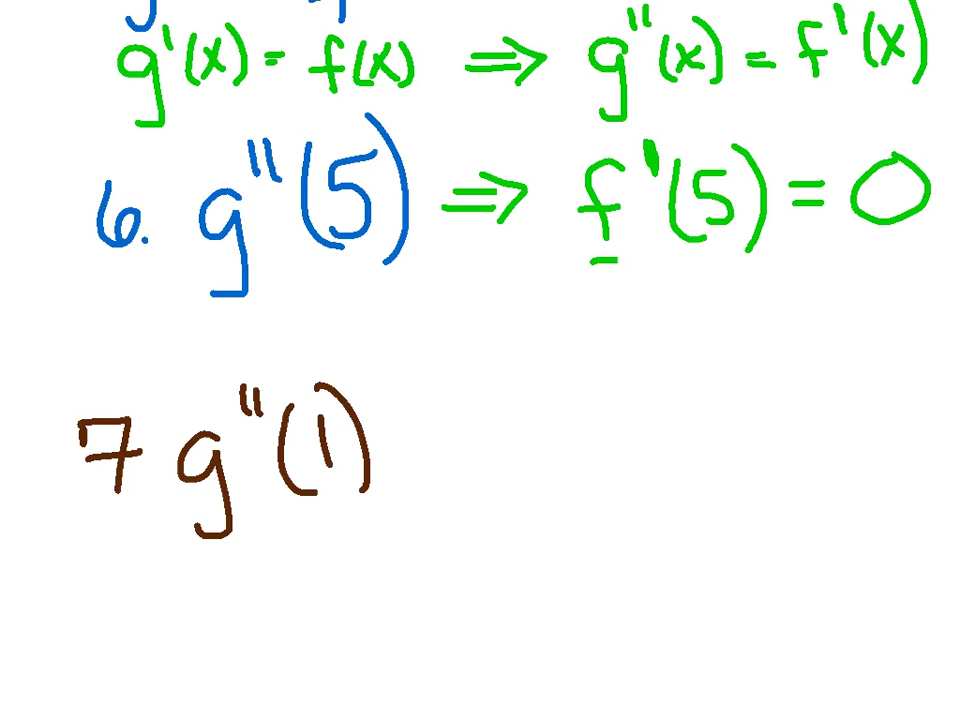 g'(x) = f(x) ⇒ g''(x) = f'(x)
6. g''(5) ⇒ f'(5) = 0
7 g''(1)